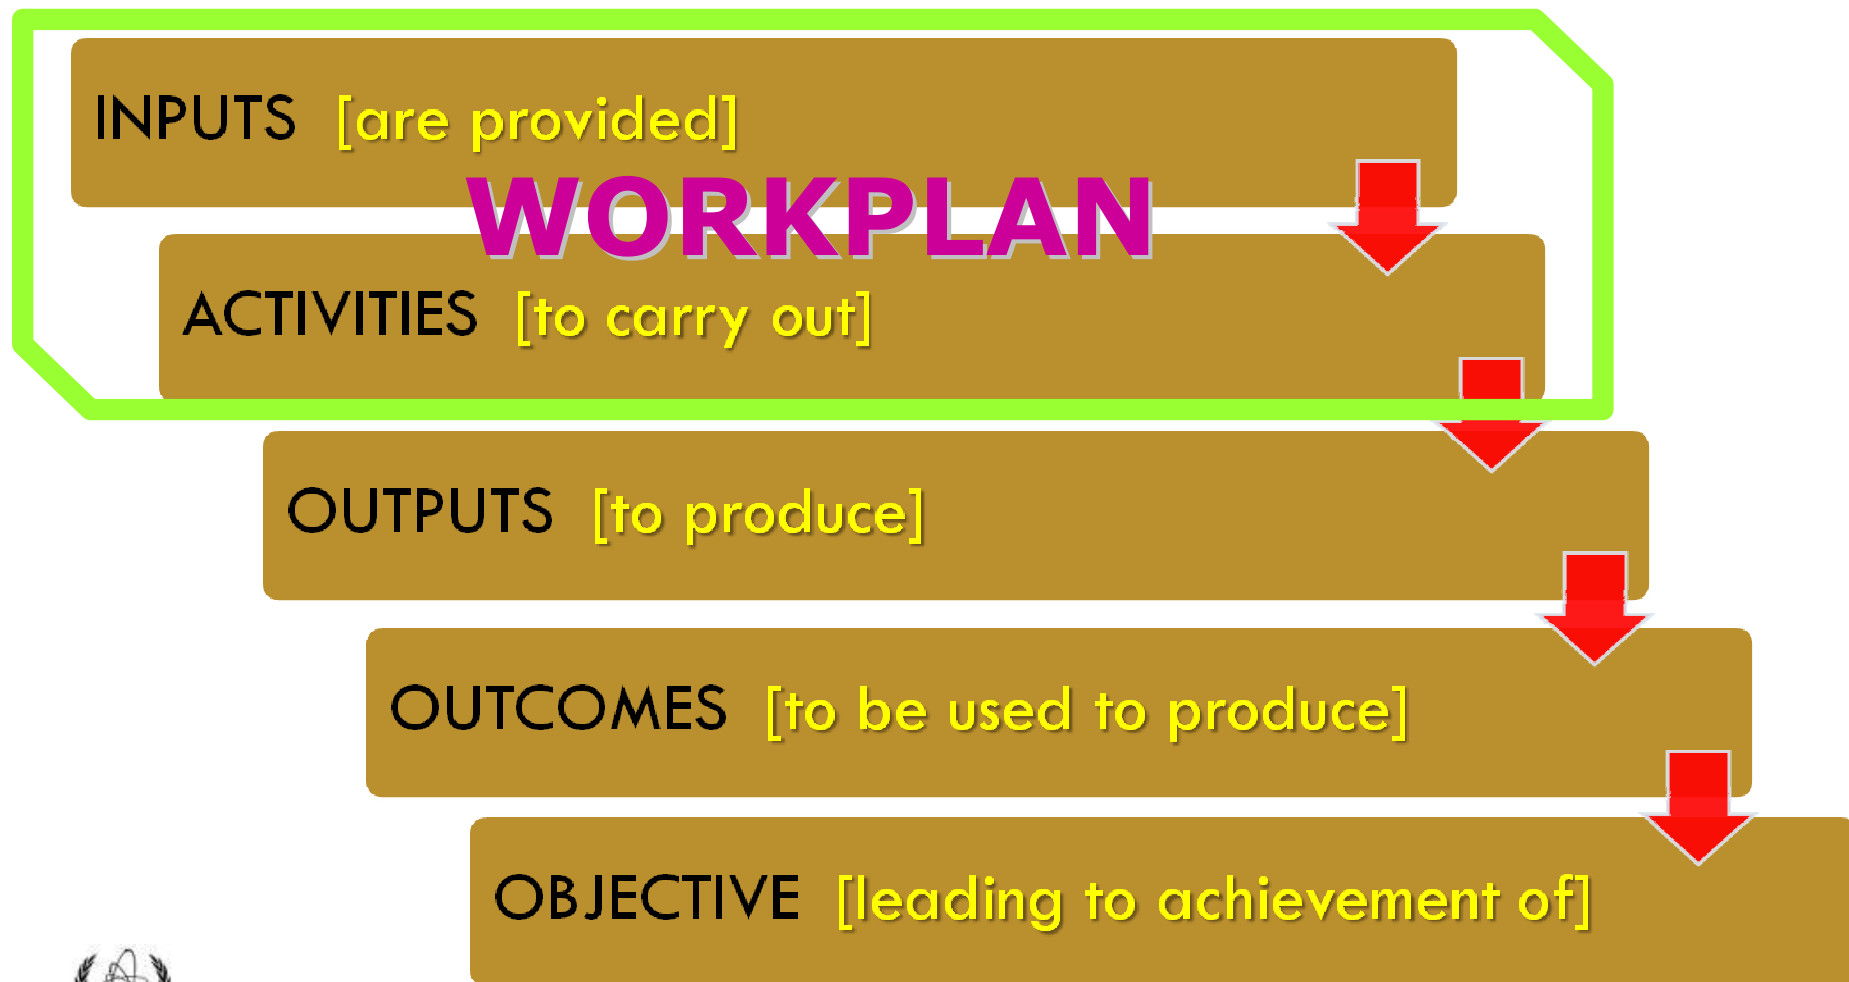 INPUTS [are provided]
WORKPLAN
ACTIVITIES [to carry out]
OUTPUTS [to produce]
OUTCOMES [to be used to produce]
OBJECTIVE [leading to achievement of]